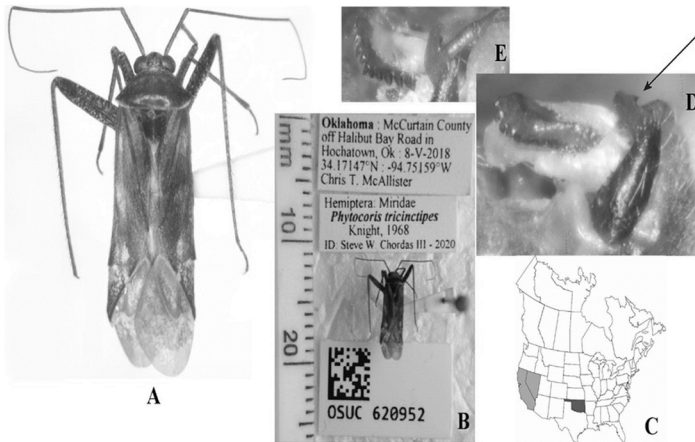 A
mm
10
20
Oklahoma : McCurtain County
off Halibut Bay Road in
Hochatown, Ok : 8-V-2018
34.17147°N : -94.75159°W
Chris T. McAllister
Hemiptera: Miridae
Phytocoris tricinctipes
Knight, 1968
ID: Steve W. Chordas III - 2020
OSUC 620952
B
E
D
C